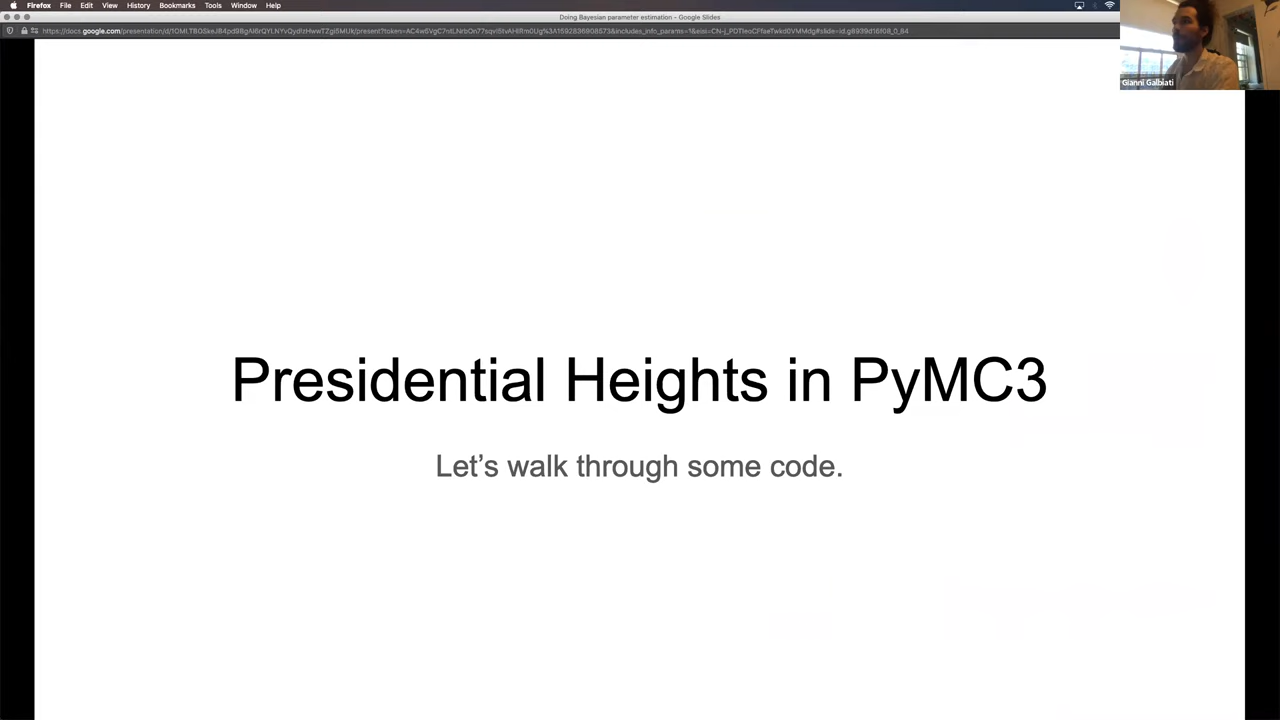 Firefox File Edit View History Bookmarks Tools Window Help
Doing Bayesian parameter estimation - Google Slides
Gianni Galbiati
Presidential Heights in PyMC3
Let's walk through some code.